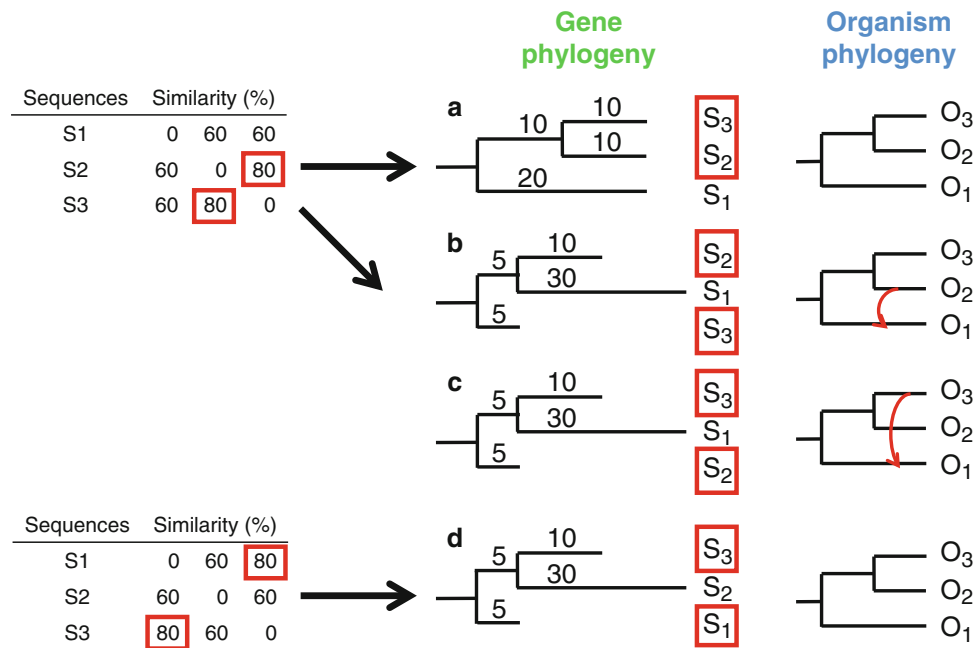 Gene phylogeny
Organism phylogeny
Sequences Similarity (%)
S1 0 60 60
S2 60 0 80
S3 60 80 0
a
10
10
10
20
S3
S2
S1
O3
O2
O1
b
5
10
30
5
S2
S1
S3
O3
O2
O1
c
5
10
30
5
S3
S1
S2
O3
O2
O1
Sequences Similarity (%)
S1 0 60 80
S2 60 0 60
S3 80 60 0
d
5
10
30
5
S3
S2
S1
O3
O2
O1